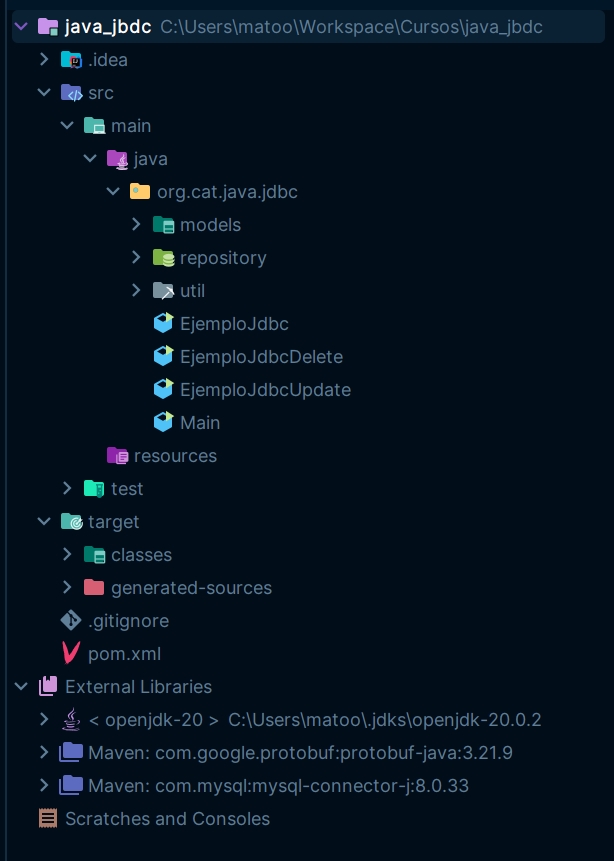 java_jbdc C:\Users\matoo\Workspace\Cursos\java_jbdc
.idea
src
main
java
org.cat.java.jdbc
models
repository
util
EjemploJdbc
EjemploJdbcDelete
EjemploJdbcUpdate
Main
resources
test
target
classes
generated-sources
.gitignore
pom.xml
External Libraries
< openjdk-20 > C:\Users\matoo\.jdks\openjdk-20.0.2
Maven: com.google.protobuf:protobuf-java:3.21.9
Maven: com.mysql:mysql-connector-j:8.0.33
Scratches and Consoles